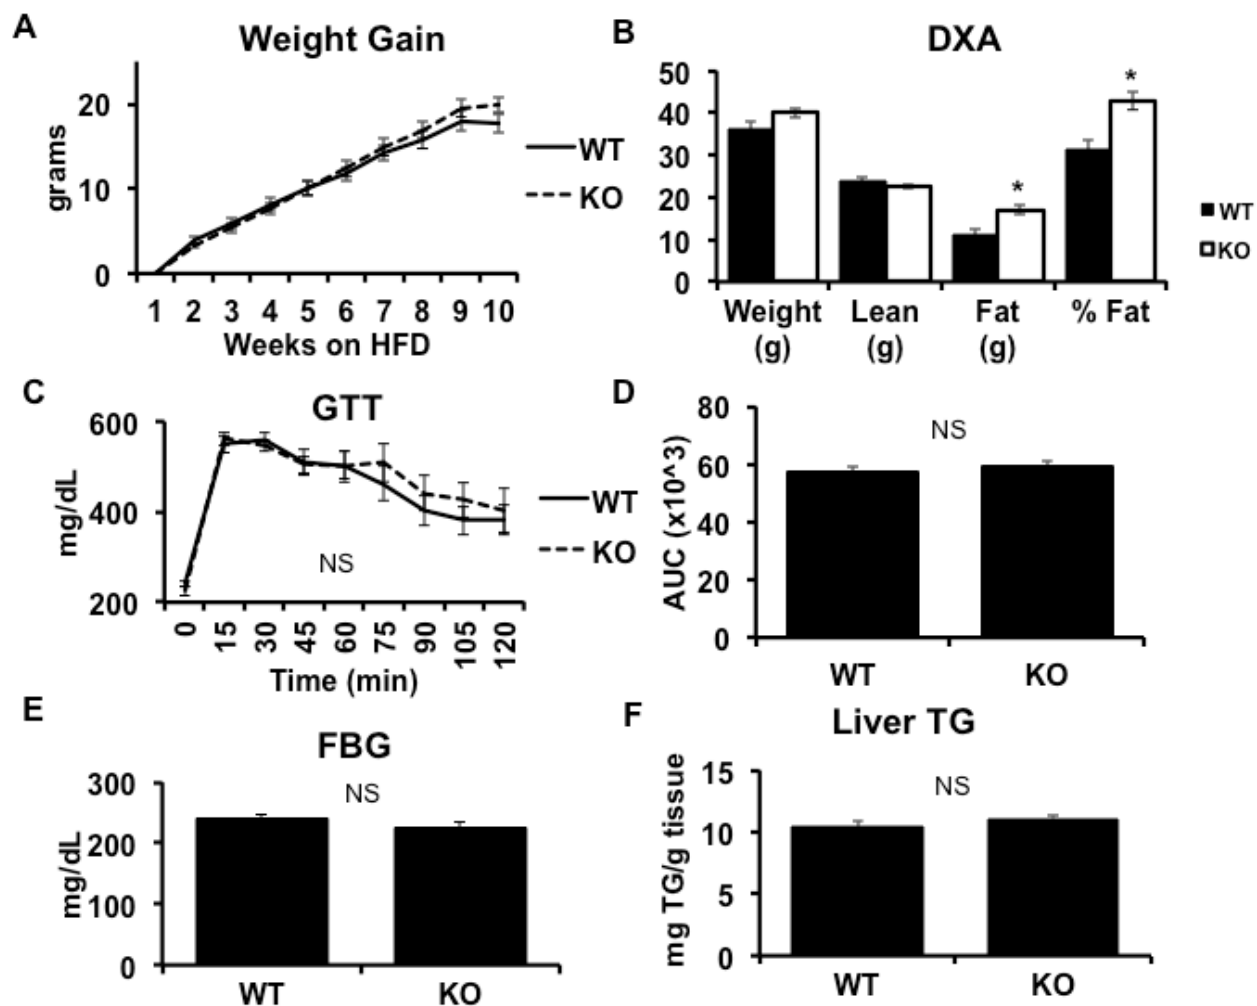 A
Weight Gain
20
10
0
grams
1 2 3 4 5 6 7 8 9 10
Weeks on HFD
WT
KO
B
DXA
50
40
30
20
10
0
*
*
Weight (g)
Lean (g)
Fat (g)
% Fat
WT
KO
C
GTT
600
400
200
mg/dL
NS
0 15 30 45 60 75 90 105 120
Time (min)
WT
KO
D
80
60
40
20
0
AUC (x10^3)
NS
WT KO
E
FBG
300
200
100
0
mg/dL
NS
WT KO
F
Liver TG
15
10
5
0
mg TG/g tissue
NS
WT KO